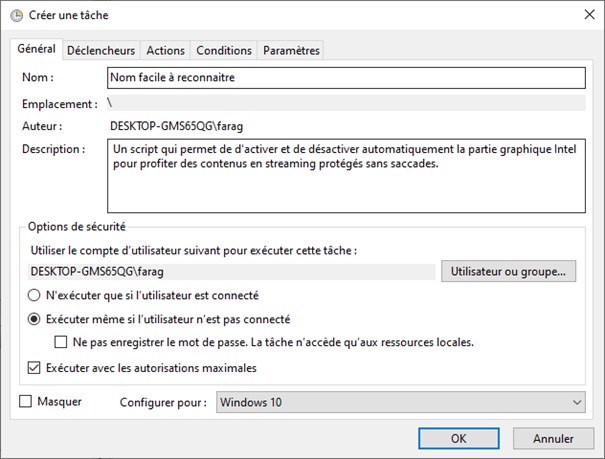 Créer une tâche
Général Déclencheurs Actions Conditions Paramètres
Nom : Nom facile à reconnaitre
Emplacement : \
Auteur : DESKTOP-GMS65QG\farag
Description : Un script qui permet de d'activer et de désactiver automatiquement la partie graphique Intel
pour profiter des contenus en streaming protégés sans saccades.
Options de sécurité
Utiliser le compte d'utilisateur suivant pour exécuter cette tâche :
DESKTOP-GMS65QG\farag Utilisateur ou groupe...
N'exécuter que si l'utilisateur est connecté
Exécuter même si l'utilisateur n'est pas connecté
Ne pas enregistrer le mot de passe. La tâche n'accède qu'aux ressources locales.
Exécuter avec les autorisations maximales
Masquer Configurer pour : Windows 10
OK Annuler